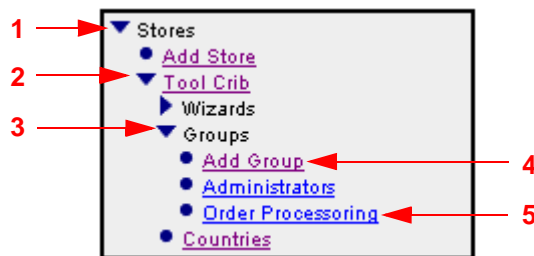 1 Stores
Add Store
2 Tool Crib
Wizards
3 Groups
Add Group 4
Administrators
Order Processoring 5
Countries